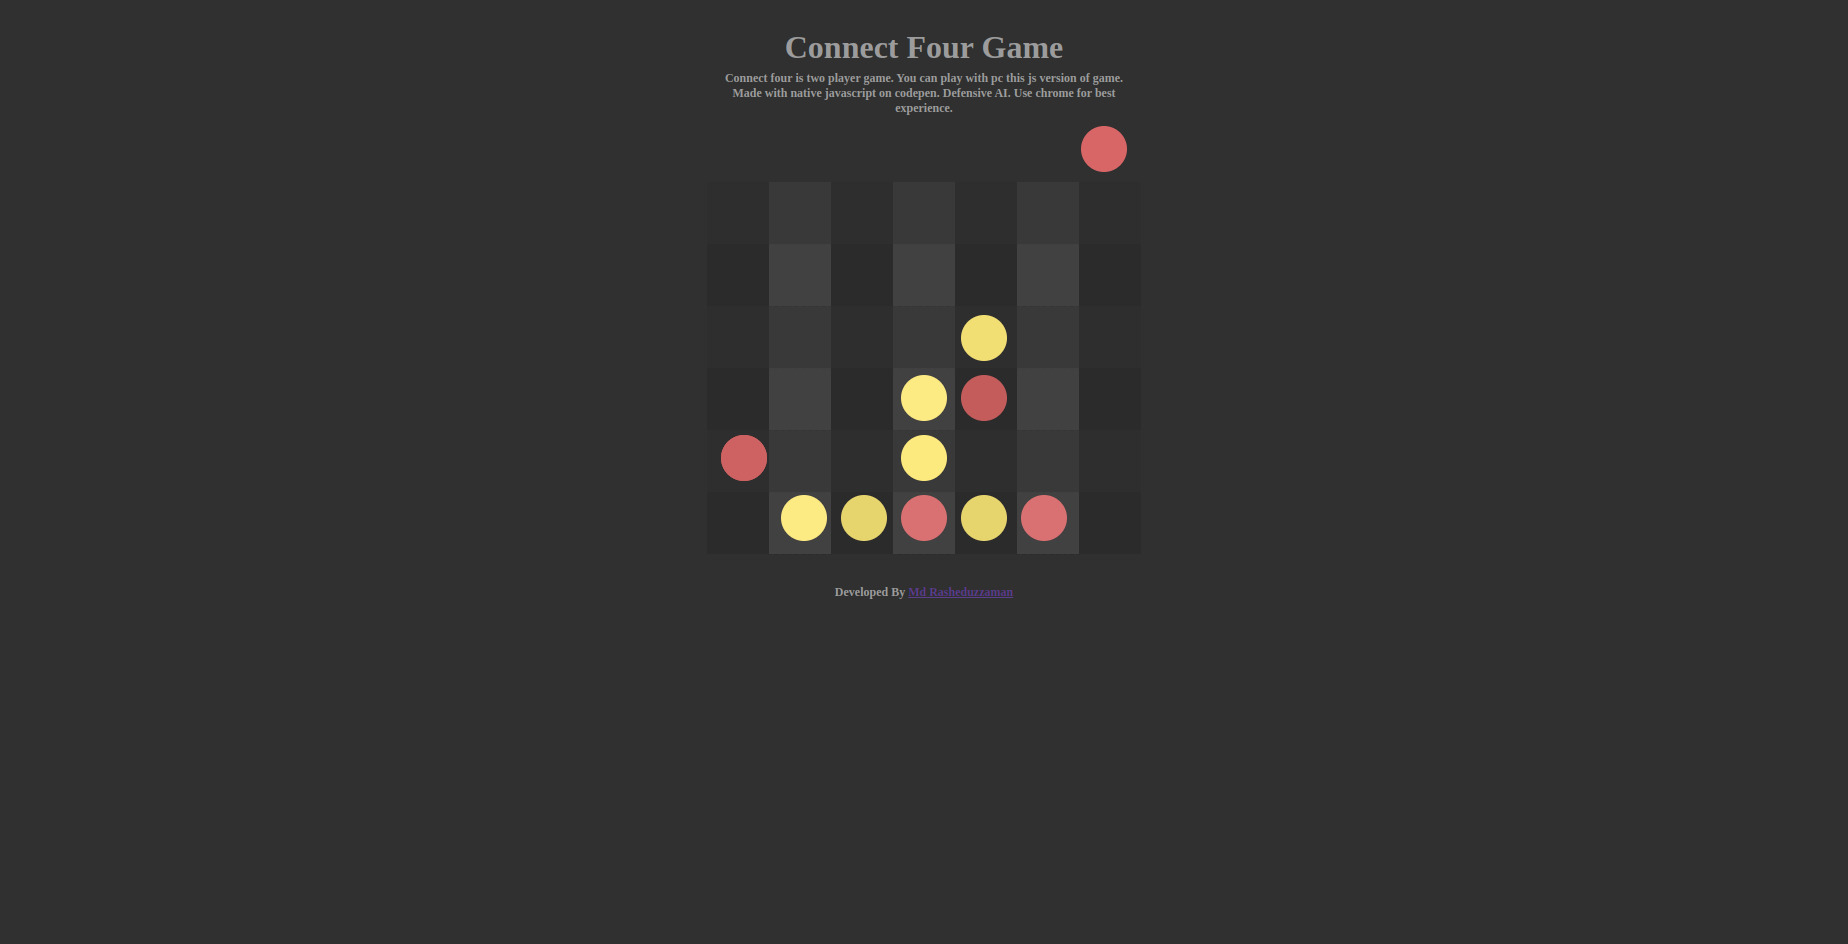 Connect Four Game
Connect four is two player game. You can play with pc this js version of game.
Made with native javascript on codepen. Defensive AI. Use chrome for best
experience.
Developed By Md Rasheduzzaman